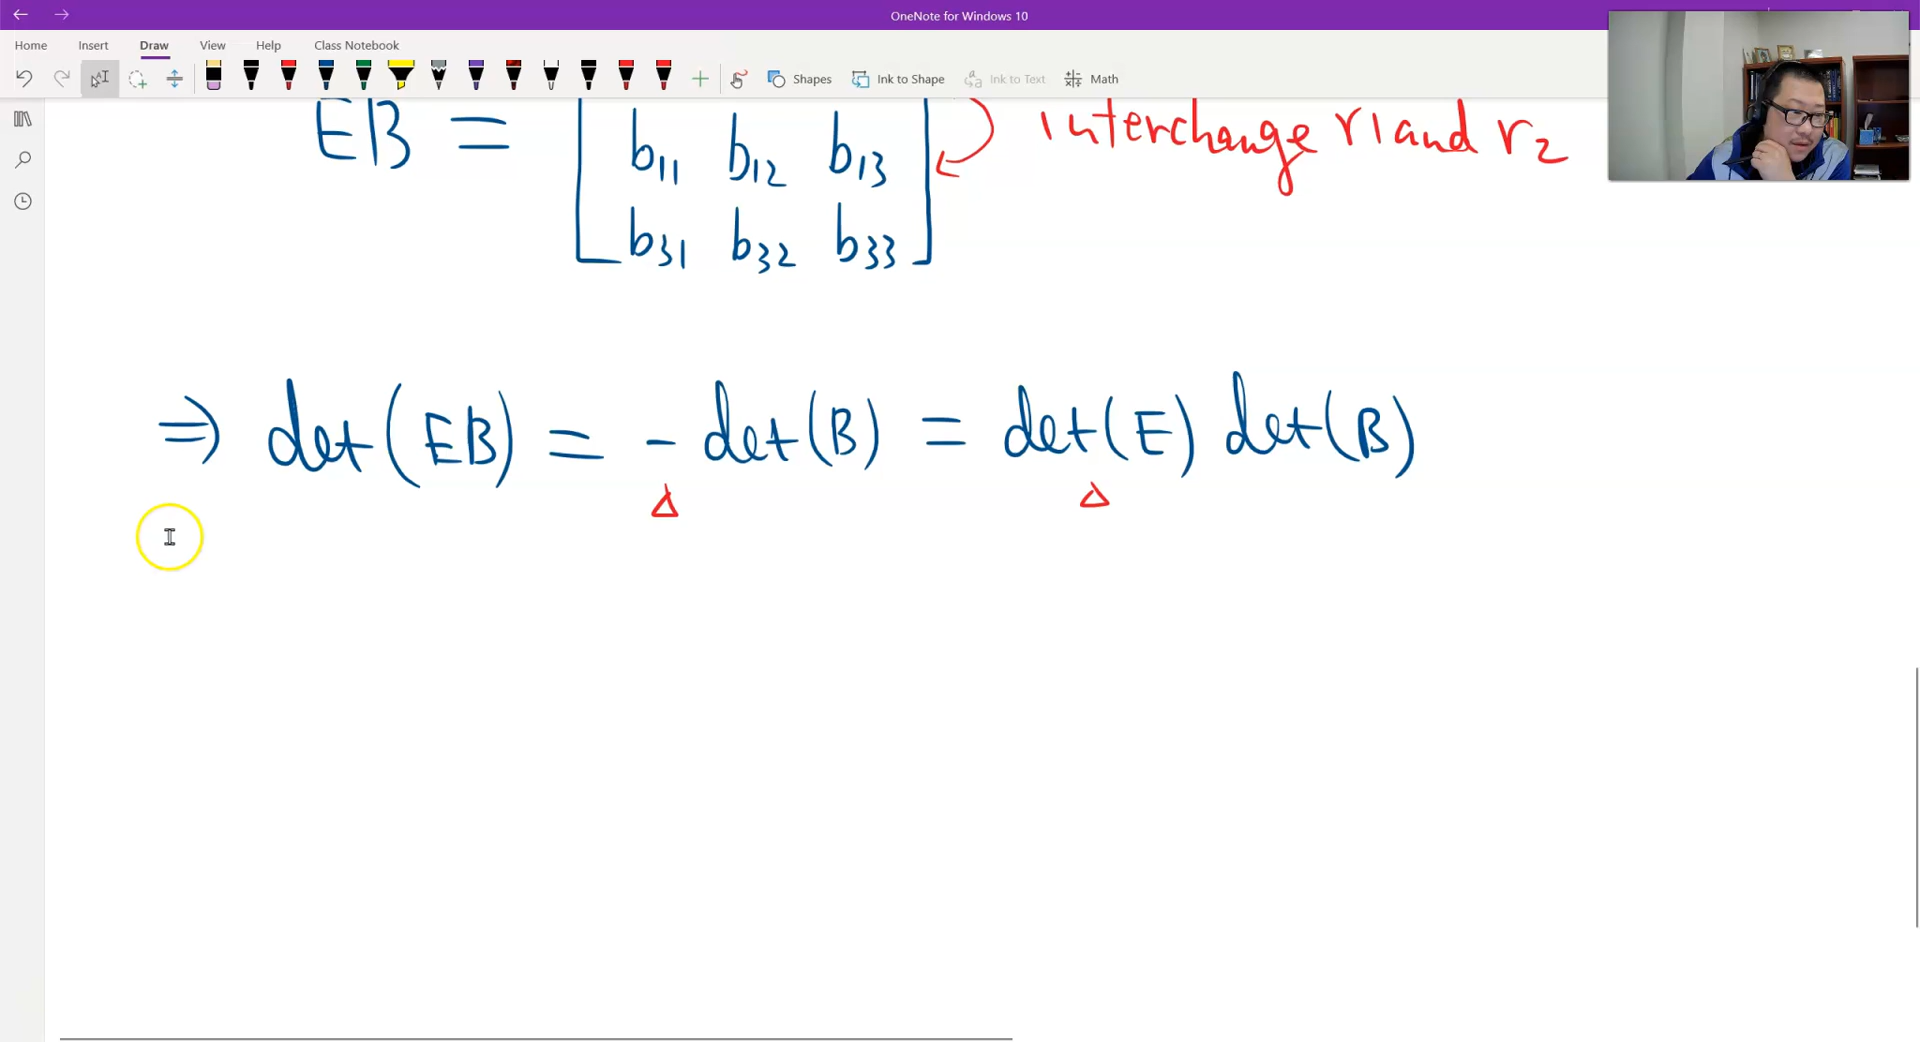 OneNote for Windows 10
Home Insert Draw View Help Class Notebook
Shapes Ink to Shape Ink to Text Math
EB = b11 b12 b13 interchange r1 and r2
b31 b32 b33
⇒ det(EB) = - det(B) = det(E) det(B)
Δ Δ